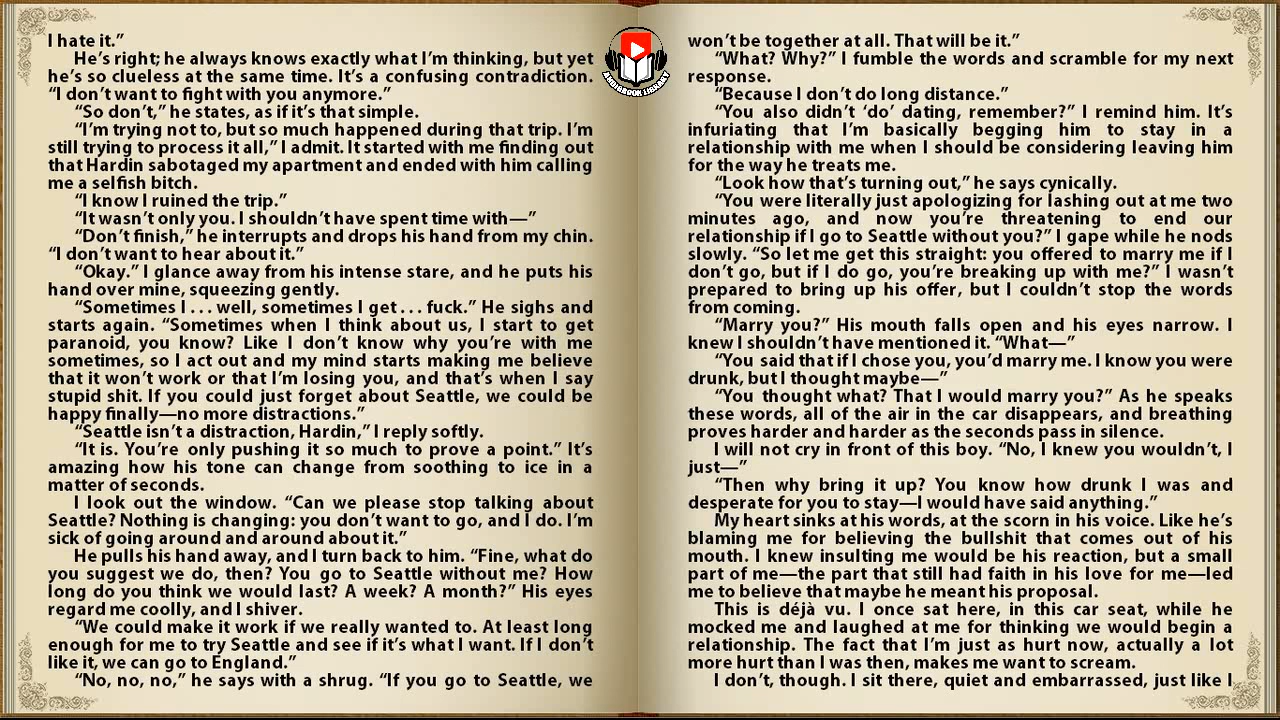 I hate it.”
He’s right; he always knows exactly what I’m thinking, but yet
he’s so clueless at the same time. It’s a confusing contradiction.
“I don’t want to fight with you anymore.”
“So don’t,” he states, as if it’s that simple.
“I’m trying not to, but so much happened during that trip. I’m
still trying to process it all,” I admit. It started with me finding out
that Hardin sabotaged my apartment and ended with him calling
me a selfish bitch.
“I know I ruined the trip.”
“It wasn’t only you. I shouldn’t have spent time with—”
“Don’t finish,” he interrupts and drops his hand from my chin.
“I don’t want to hear about it.”
“Okay.” I glance away from his intense stare, and he puts his
hand over mine, squeezing gently.
“Sometimes I . . . well, sometimes I get . . . fuck.” He sighs and
starts again. “Sometimes when I think about us, I start to get
paranoid, you know? Like I don’t know why you’re with me
sometimes, so I act out and my mind starts making me believe
that it won’t work or that I’m losing you, and that’s when I say
stupid shit. If you could just forget about Seattle, we could be
happy finally—no more distractions.”
“Seattle isn’t a distraction, Hardin,” I reply softly.
“It is. You’re only pushing it so much to prove a point.” It’s
amazing how his tone can change from soothing to ice in a
matter of seconds.
I look out the window. “Can we please stop talking about
Seattle? Nothing is changing: you don’t want to go, and I do. I’m
sick of going around and around about it.”
He pulls his hand away, and I turn back to him. “Fine, what do
you suggest we do, then? You go to Seattle without me? How
long do you think we would last? A week? A month?” His eyes
regard me coolly, and I shiver.
“We could make it work if we really wanted to. At least long
enough for me to try Seattle and see if it’s what I want. If I don’t
like it, we can go to England.”
“No, no, no,” he says with a shrug. “If you go to Seattle, we
AUDIOBOOK LIBRARY
won’t be together at all. That will be it.”
“What? Why?” I fumble the words and scramble for my next
response.
“Because I don’t do long distance.”
“You also didn’t ‘do’ dating, remember?” I remind him. It’s
infuriating that I’m basically begging him to stay in a
relationship with me when I should be considering leaving him
for the way he treats me.
“Look how that’s turning out,” he says cynically.
“You were literally just apologizing for lashing out at me two
minutes ago, and now you’re threatening to end our
relationship if I go to Seattle without you?” I gape while he nods
slowly. “So let me get this straight: you offered to marry me if I
don’t go, but if I do go, you’re breaking up with me?” I wasn’t
prepared to bring up his offer, but I couldn’t stop the words
from coming.
“Marry you?” His mouth falls open and his eyes narrow. I
knew I shouldn’t have mentioned it. “What—”
“You said that if I chose you, you’d marry me. I know you were
drunk, but I thought maybe—”
“You thought what? That I would marry you?” As he speaks
these words, all of the air in the car disappears, and breathing
proves harder and harder as the seconds pass in silence.
I will not cry in front of this boy. “No, I knew you wouldn’t, I
just—”
“Then why bring it up? You know how drunk I was and
desperate for you to stay—I would have said anything.”
My heart sinks at his words, at the scorn in his voice. Like he’s
blaming me for believing the bullshit that comes out of his
mouth. I knew insulting me would be his reaction, but a small
part of me—the part that still had faith in his love for me—led
me to believe that maybe he meant his proposal.
This is déjà vu. I once sat here, in this car seat, while he
mocked me and laughed at me for thinking we would begin a
relationship. The fact that I’m just as hurt now, actually a lot
more hurt than I was then, makes me want to scream.
I don’t, though. I sit there, quiet and embarrassed, just like I